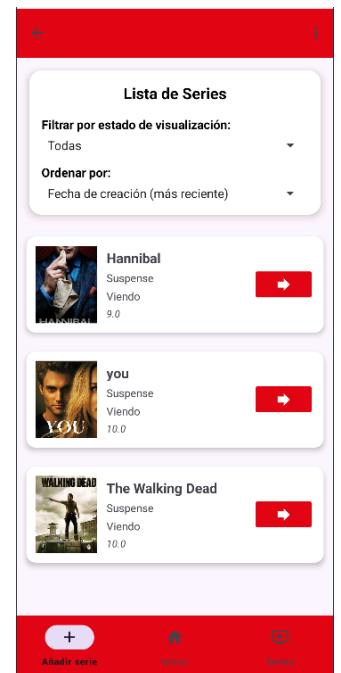 Lista de Series
Filtrar por estado de visualización:
Todas
Ordenar por:
Fecha de creación (más reciente)
Hannibal
Suspense
Viendo
9.0
HANNIBAL
you
Suspense
Viendo
10.0
YOU
WALKING DEAD
The Walking Dead
Suspense
Viendo
10.0
Añadir serie
Inicio
Series